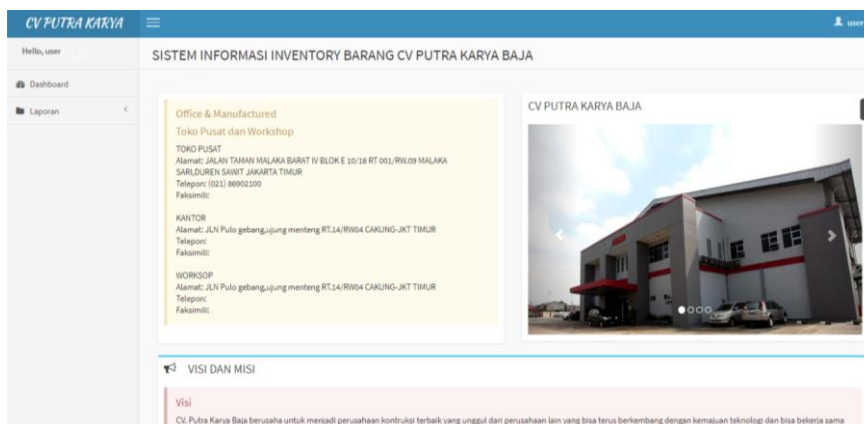 CV PUTRA KARYA
user
Hello, user
SISTEM INFORMASI INVENTORY BARANG CV PUTRA KARYA BAJA
Dashboard
Laporan
Office & Manufactured
Toko Pusat dan Workshop
TOKO PUSAT
Alamat: JALAN TAMAN MALAKA BARAT IV BLOK E 10/16 RT 001/RW.09 MALAKA
SARI,DUREN SAWIT JAKARTA TIMUR
Telepon: (021) 86902100
Faksimili:
KANTOR
Alamat: JLN Pulo gebang,ujung menteng RT.14/RW04 CAKUNG-JKT TIMUR
Telepon:
Faksimili:
WORKSOP
Alamat: JLN Pulo gebang,ujung menteng RT.14/RW04 CAKUNG-JKT TIMUR
Telepon:
Faksimili:
CV PUTRA KARYA BAJA
VISI DAN MISI
Visi
CV. Putra Karya Baja berusaha untuk menjadi perusahaan kontruksi terbaik yang unggul dari perusahaan lain yang bisa terus berkembang dengan kemajuan teknologi dan bisa bekerja sama